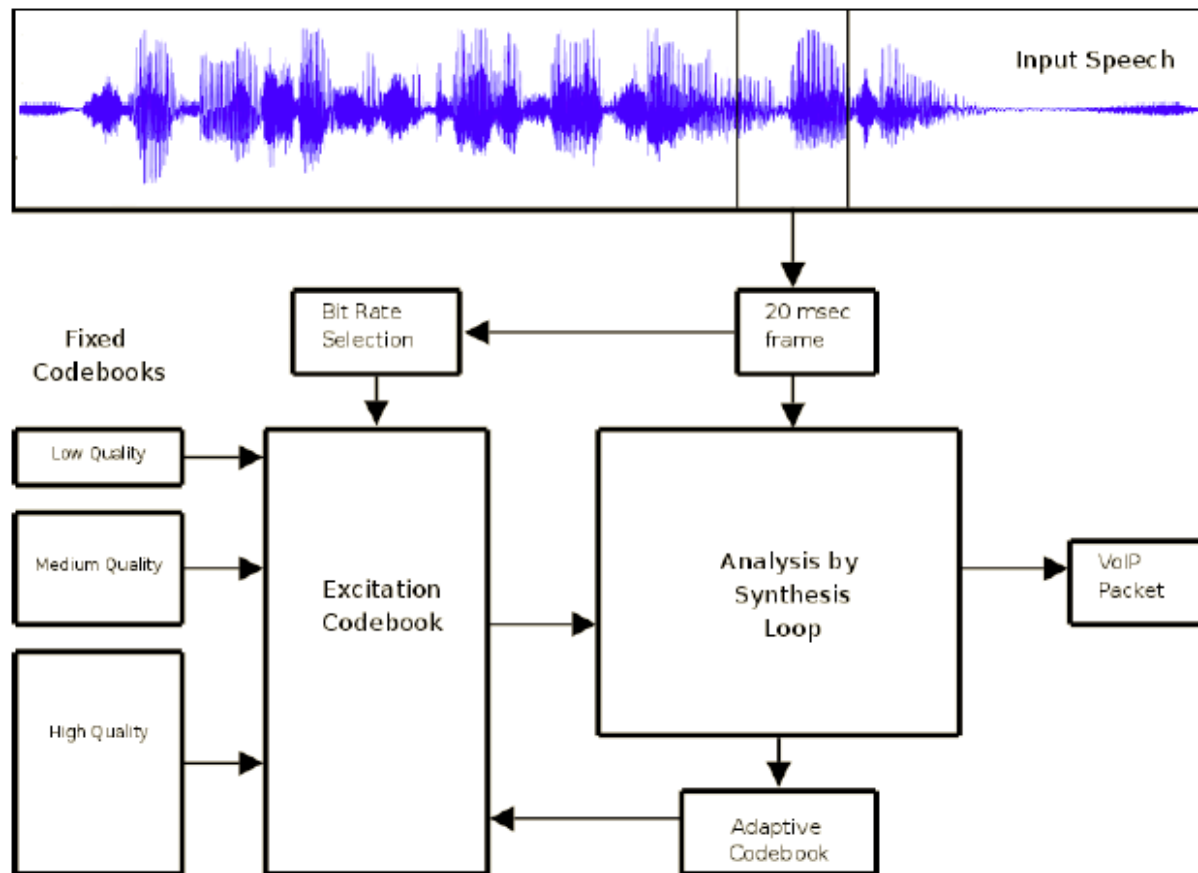 Input Speech
Bit Rate
Selection
20 msec
frame
Fixed
Codebooks
Low Quality
Medium Quality
High Quality
Excitation
Codebook
Analysis by
Synthesis
Loop
VoIP
Packet
Adaptive
Codebook